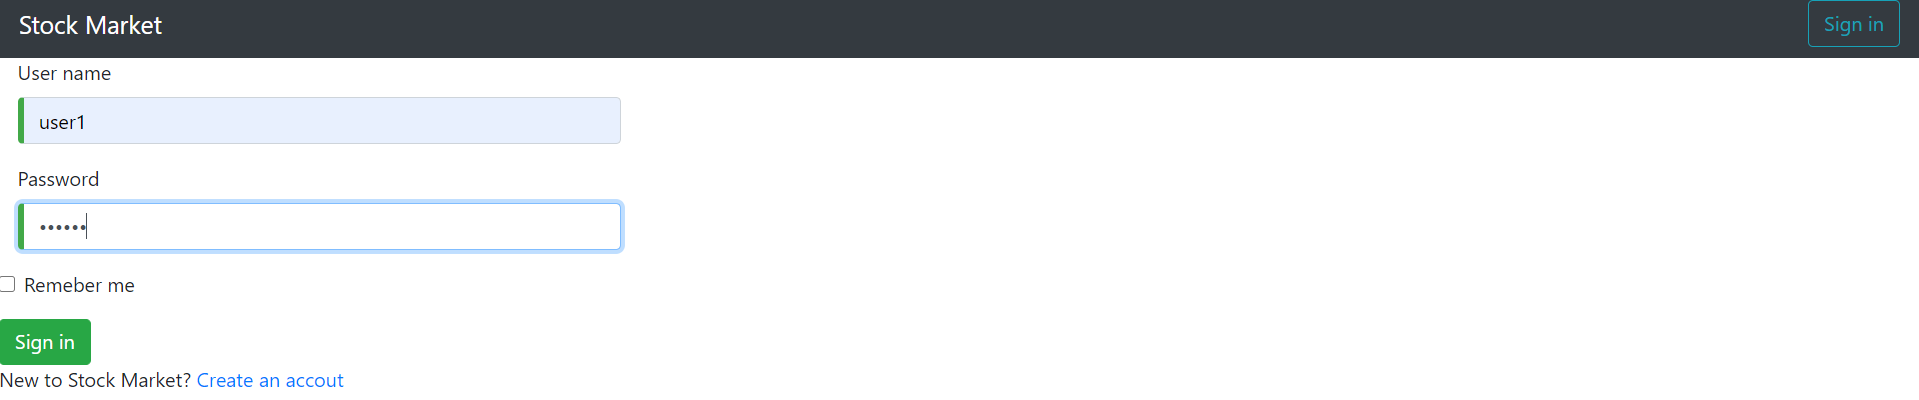 Stock Market
Sign in
User name
user1
Password
••••••
Remeber me
Sign in
New to Stock Market? Create an accout